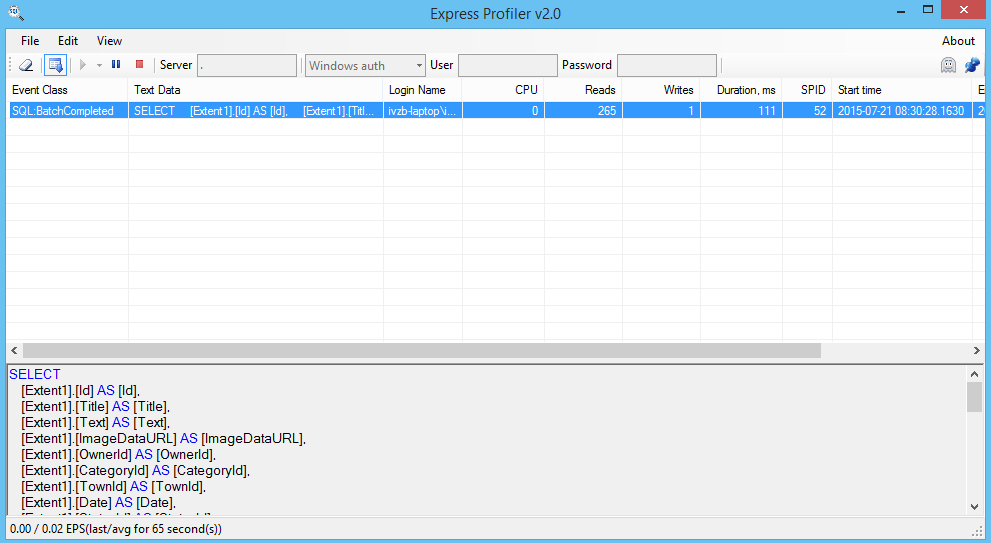 Express Profiler v2.0
File Edit View About
Server . Windows auth User Password
Event Class Text Data Login Name CPU Reads Writes Duration, ms SPID Start time E
SQL:BatchCompleted SELECT [Extent1].[Id] AS [Id], [Extent1].[Titl... ivzb-laptop\i... 0 265 1 111 52 2015-07-21 08:30:28.1630 2
SELECT
[Extent1].[Id] AS [Id],
[Extent1].[Title] AS [Title],
[Extent1].[Text] AS [Text],
[Extent1].[ImageDataURL] AS [ImageDataURL],
[Extent1].[OwnerId] AS [OwnerId],
[Extent1].[CategoryId] AS [CategoryId],
[Extent1].[TownId] AS [TownId],
[Extent1].[Date] AS [Date],
0.00 / 0.02 EPS(last/avg for 65 second(s))